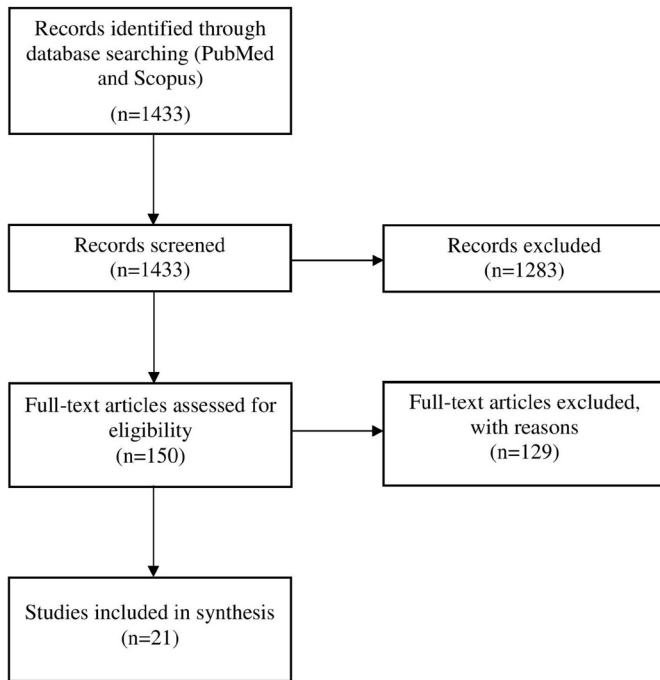 Records identified through
database searching (PubMed
and Scopus)
(n=1433)
Records screened
(n=1433)
Records excluded
(n=1283)
Full-text articles assessed for
eligibility
(n=150)
Full-text articles excluded,
with reasons
(n=129)
Studies included in synthesis
(n=21)